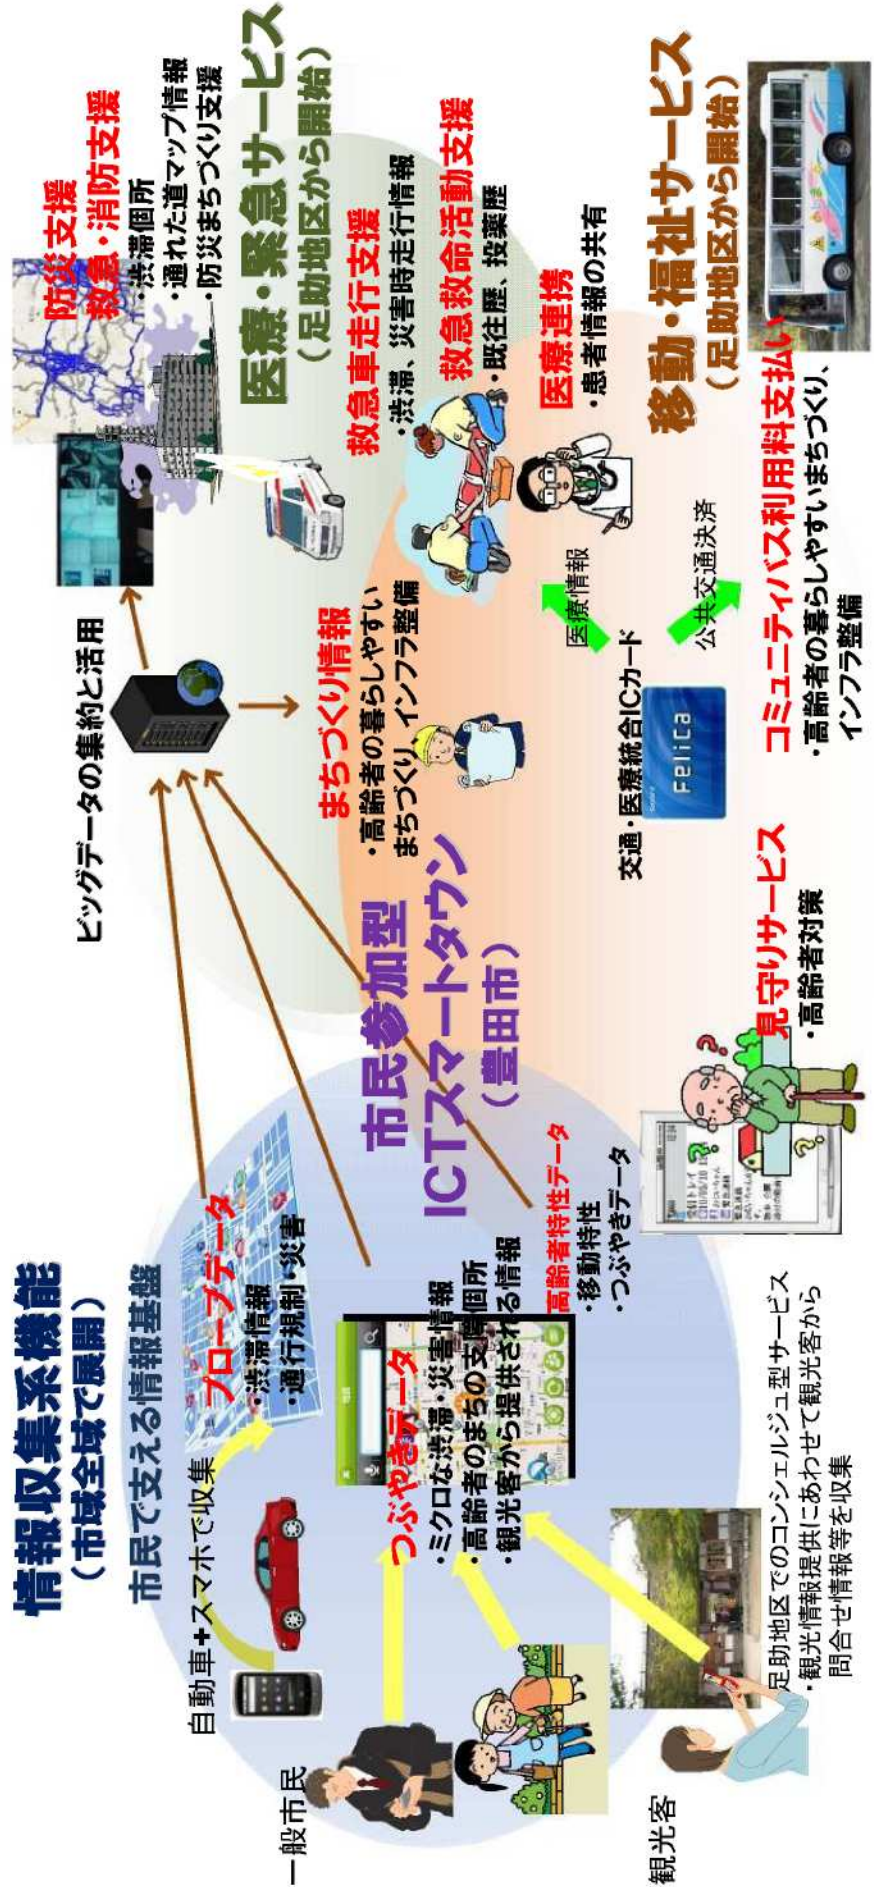 情報収集系機能
（市域全域で展開）
市民で支える情報基盤
自動車+スマホで収集
プローブデータ
・渋滞情報
・通行規制・災害
一般市民
つぶやきデータ
・ミクロな渋滞・災害情報
・高齢者のまちの支障個所
・観光客から提供される情報
高齢者特性データ
・移動特性
・つぶやきデータ
観光客
足助地区でのコンシェルジュ型サービス
・観光情報提供にあわせて観光客から
問合せ情報等を収集
市民参加型
ICTスマートタウン
（豊田市）
ビッグデータの集約と活用
まちづくり情報
・高齢者の暮らしやすい
まちづくり、インフラ整備
防災支援
救急・消防支援
・渋滞個所
・通れた道マップ情報
・防災まちづくり支援
医療・緊急サービス
（足助地区から開始）
救急車走行支援
・渋滞、災害時走行情報
救急救命活動支援
・既往歴、投薬歴
医療連携
・患者情報の共有
医療情報
交通・医療統合ICカード
FeliCa
公共交通決済
移動・福祉サービス
（足助地区から開始）
コミュニティバス利用料支払い
・高齢者の暮らしやすいまちづくり、
インフラ整備
見守りサービス
・高齢者対策
受信トレイ